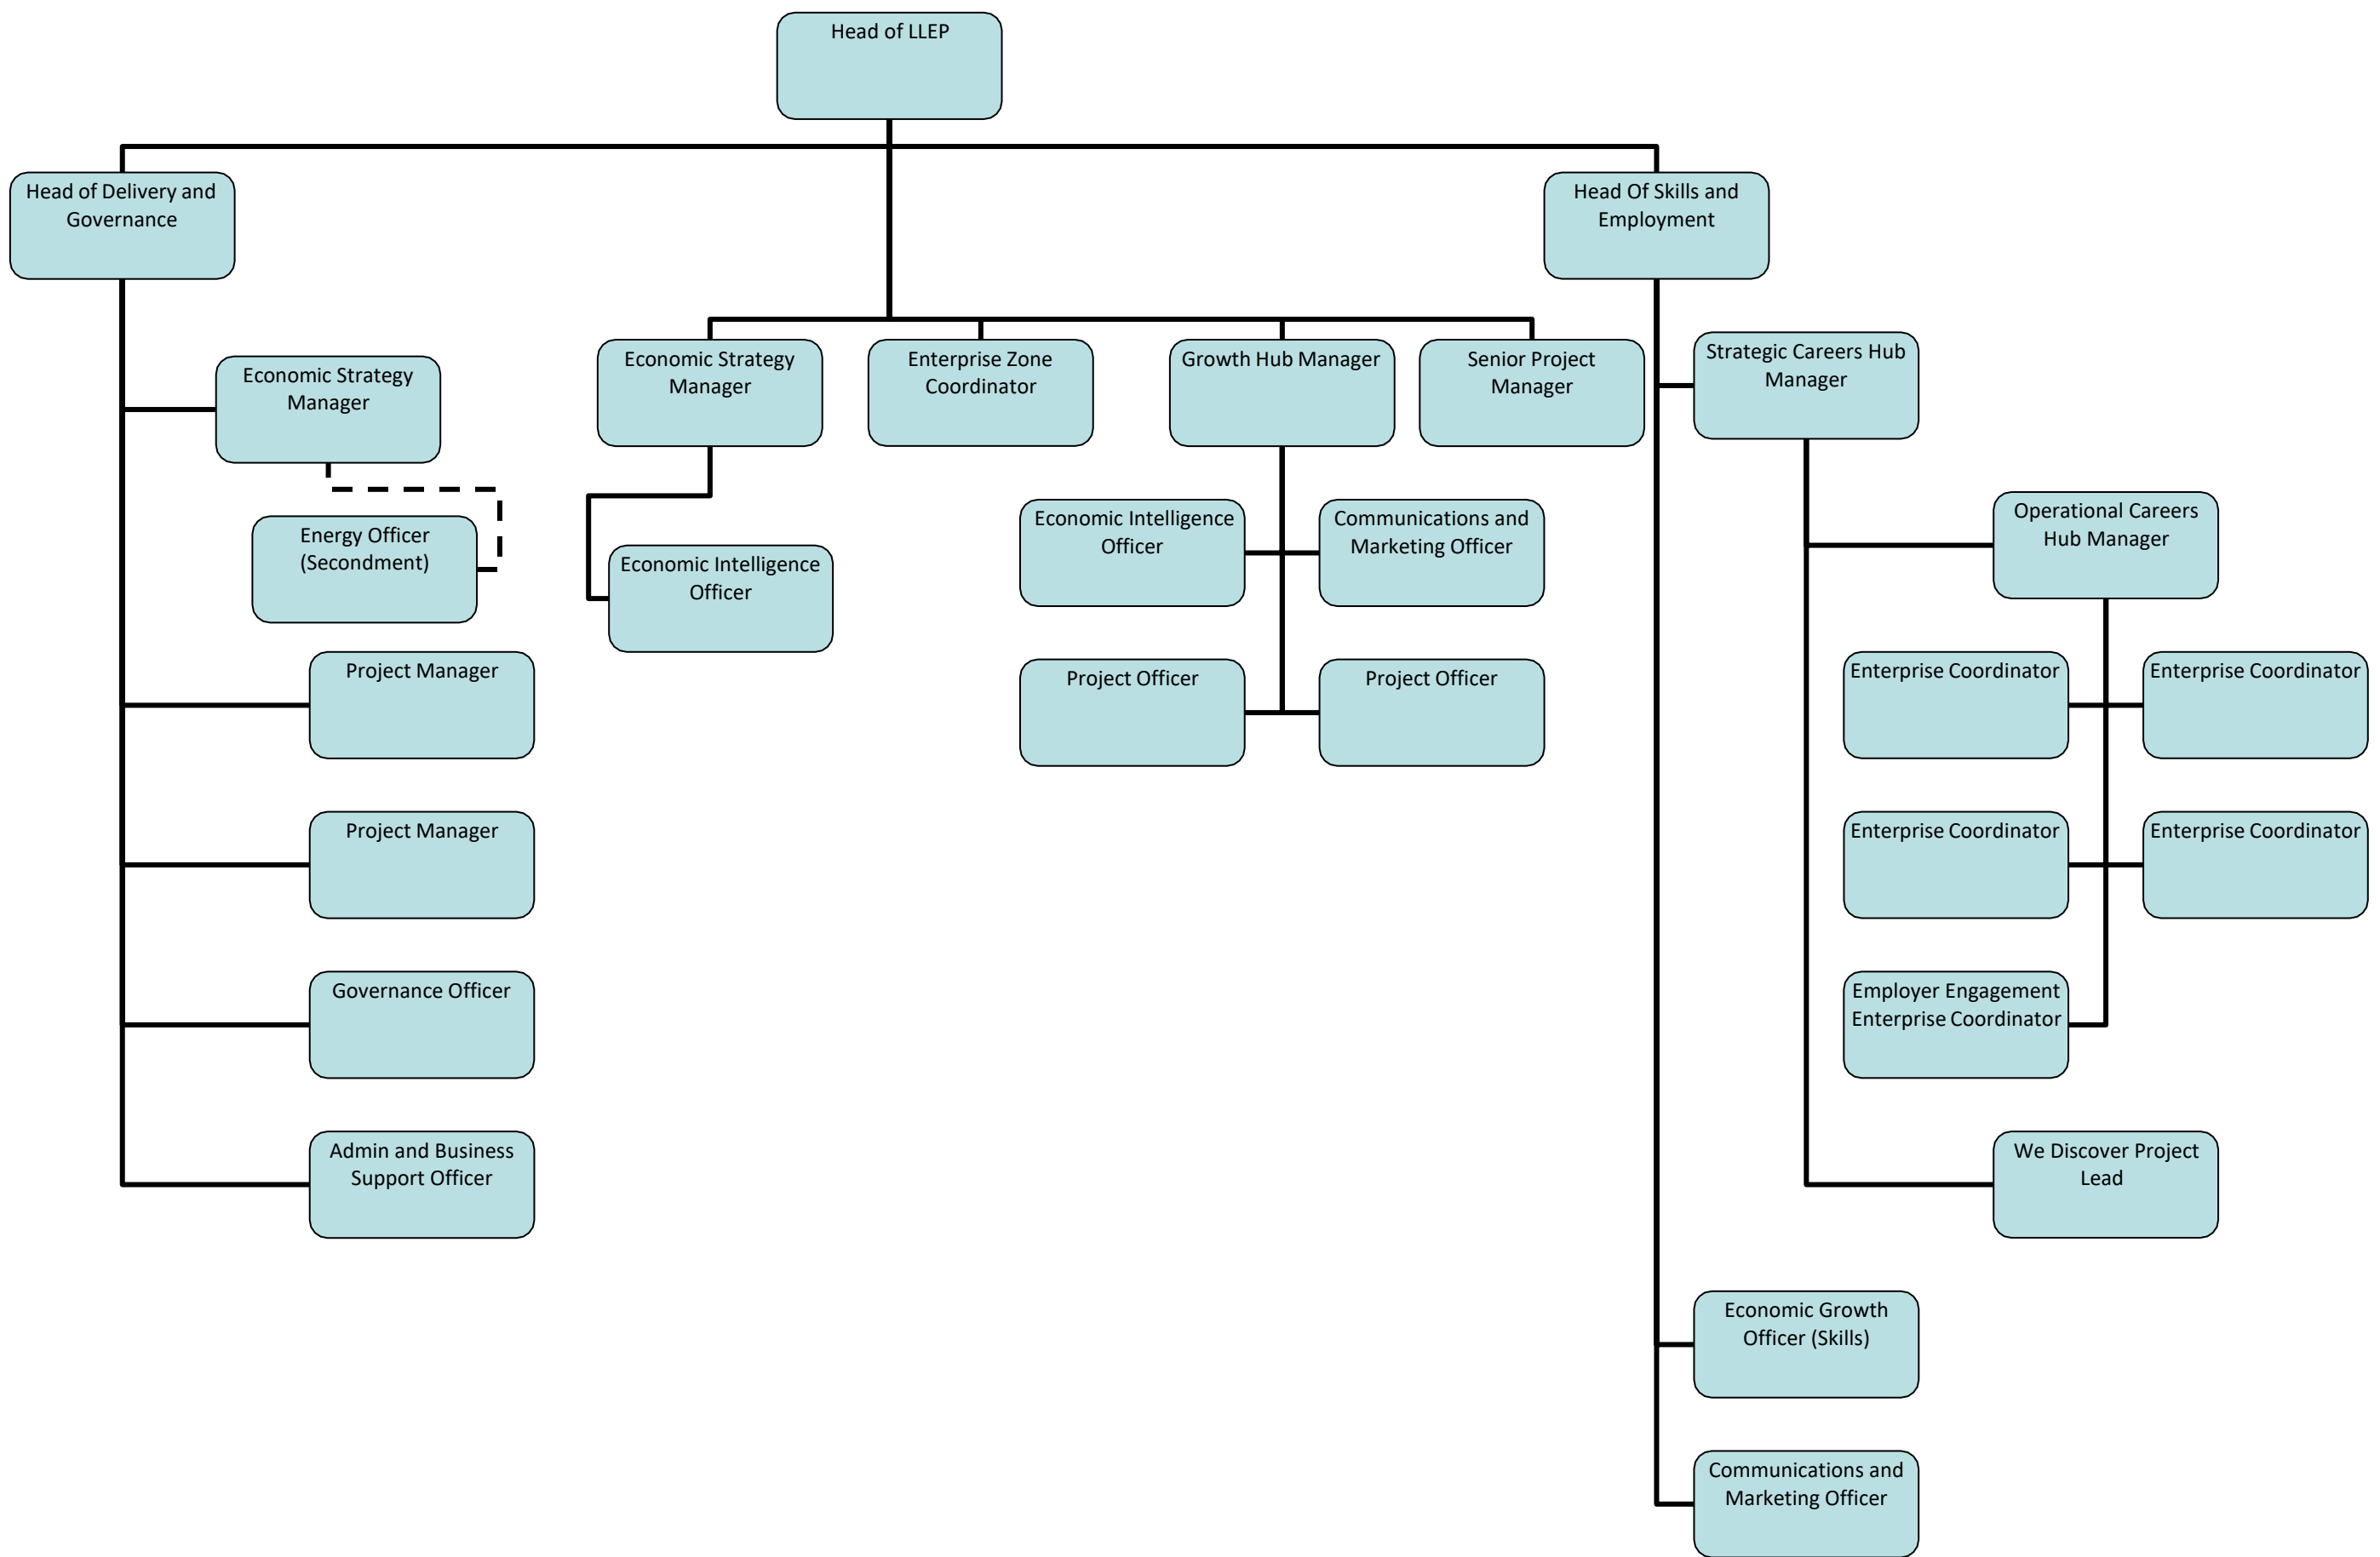 Head of LLEP
Head of Delivery and
Governance
Head Of Skills and
Employment
Economic Strategy
Manager
Energy Officer
(Secondment)
Project Manager
Project Manager
Governance Officer
Admin and Business
Support Officer
Economic Strategy
Manager
Economic Intelligence
Officer
Enterprise Zone
Coordinator
Growth Hub Manager
Economic Intelligence
Officer
Communications and
Marketing Officer
Project Officer
Project Officer
Senior Project
Manager
Strategic Careers Hub
Manager
Operational Careers
Hub Manager
Enterprise Coordinator
Enterprise Coordinator
Enterprise Coordinator
Enterprise Coordinator
Employer Engagement
Enterprise Coordinator
We Discover Project
Lead
Economic Growth
Officer (Skills)
Communications and
Marketing Officer